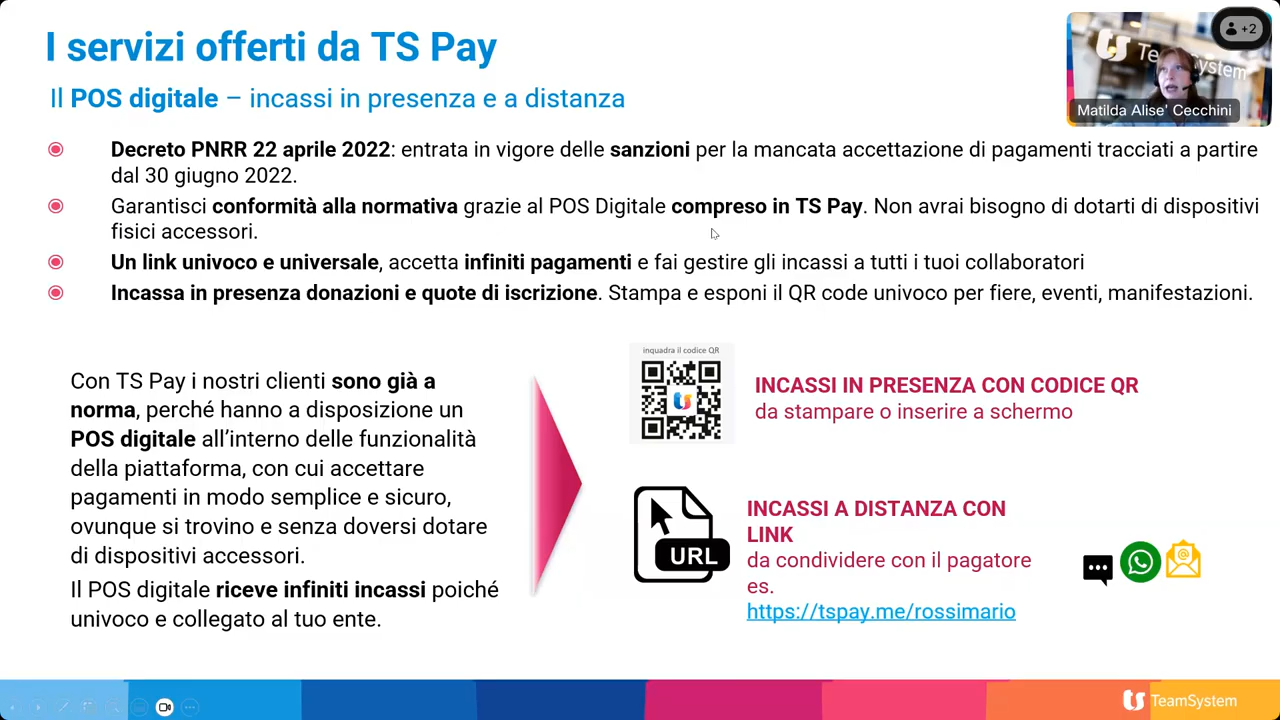 I servizi offerti da TS Pay
Il POS digitale – incassi in presenza e a distanza
+2
Matilda Alise' Cecchini
Decreto PNRR 22 aprile 2022: entrata in vigore delle sanzioni per la mancata accettazione di pagamenti tracciati a partire
dal 30 giugno 2022.
Garantisci conformità alla normativa grazie al POS Digitale compreso in TS Pay. Non avrai bisogno di dotarti di dispositivi
fisici accessori.
Un link univoco e universale, accetta infiniti pagamenti e fai gestire gli incassi a tutti i tuoi collaboratori
Incassa in presenza donazioni e quote di iscrizione. Stampa e esponi il QR code univoco per fiere, eventi, manifestazioni.
Con TS Pay i nostri clienti sono già a
norma, perché hanno a disposizione un
POS digitale all’interno delle funzionalità
della piattaforma, con cui accettare
pagamenti in modo semplice e sicuro,
ovunque si trovino e senza doversi dotare
di dispositivi accessori.
Il POS digitale riceve infiniti incassi poiché
univoco e collegato al tuo ente.
inquadra il codice QR
INCASSI IN PRESENZA CON CODICE QR
da stampare o inserire a schermo
URL
INCASSI A DISTANZA CON
LINK
da condividere con il pagatore
es.
https://tspay.me/rossimario
TeamSystem